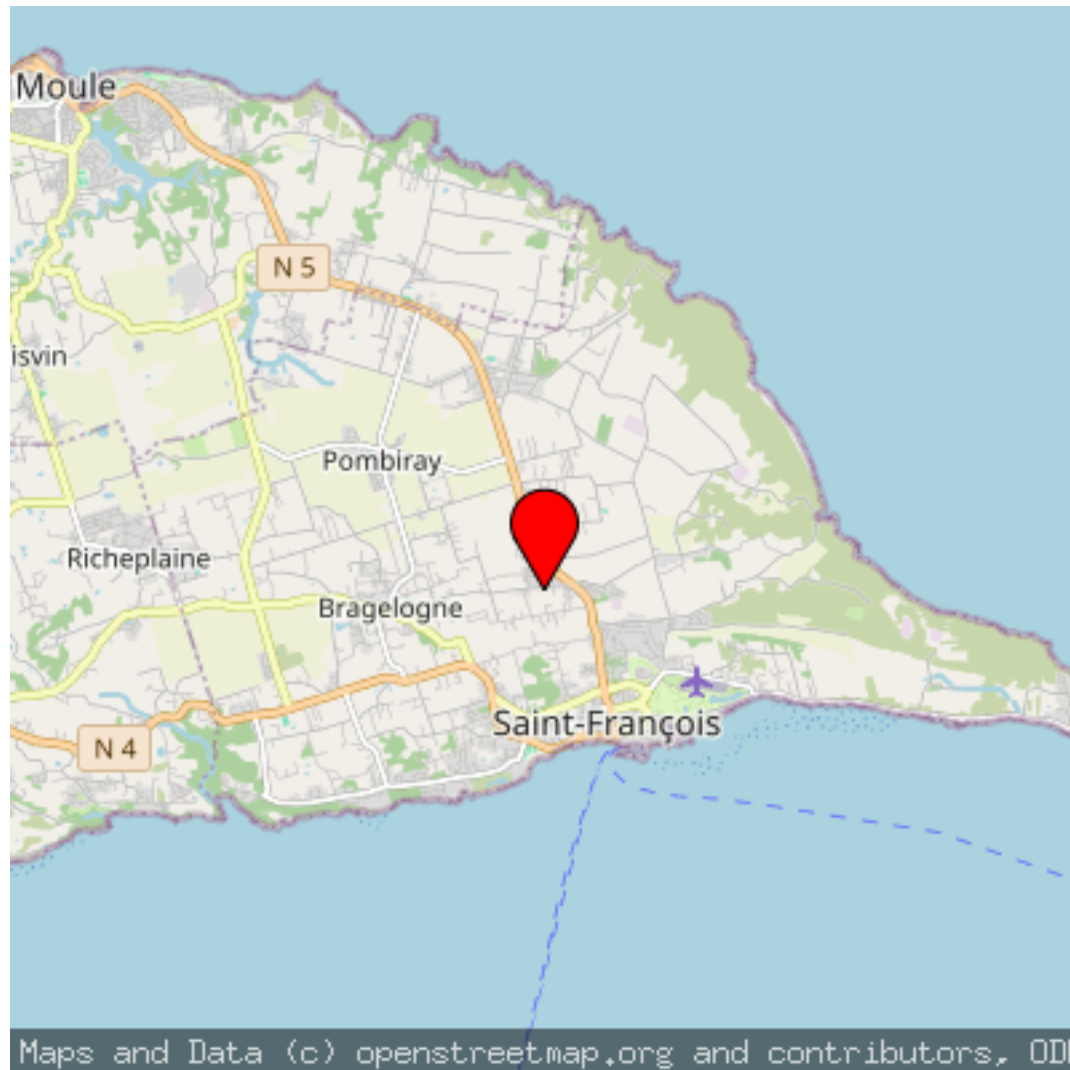 Moule
N 5
isvin
Pombiray
Richeplaine
Bragelogne
Saint-François
N 4
Maps and Data (c) openstreetmap.org and contributors, OD